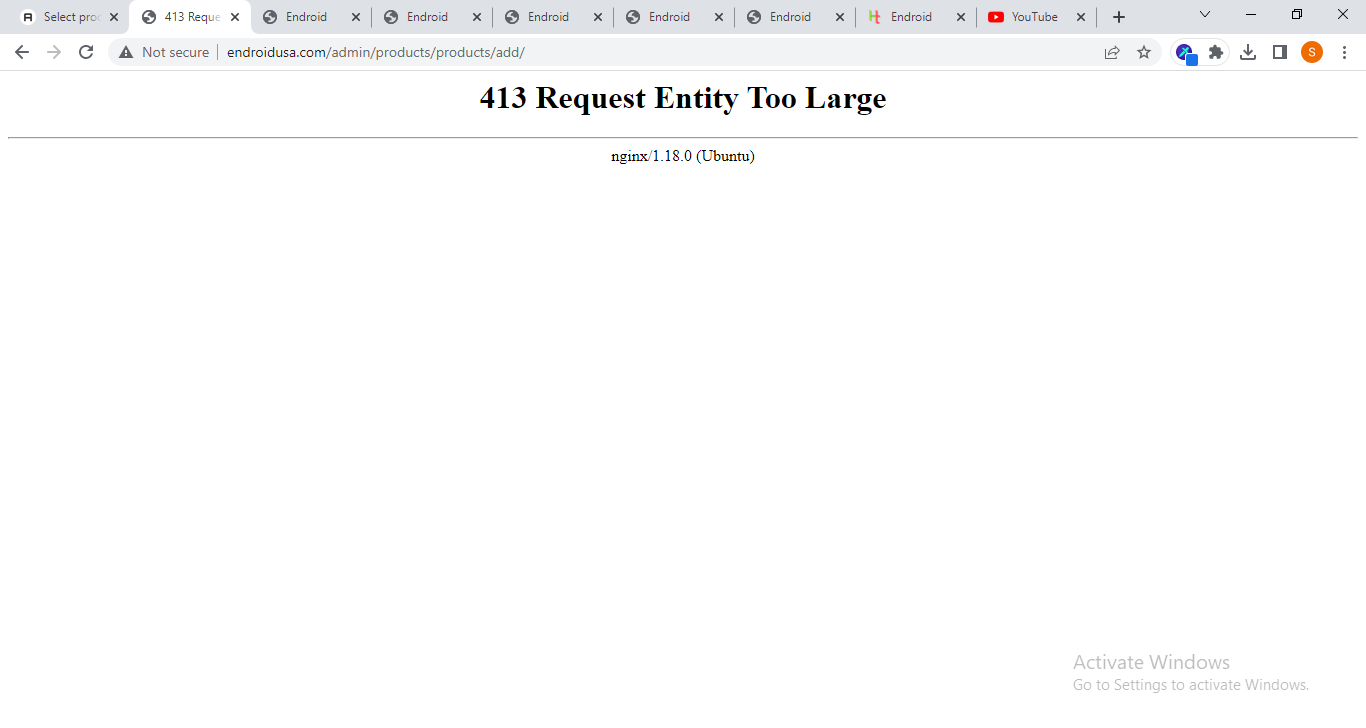 Select proc
413 Reque
Endroid
Endroid
Endroid
Endroid
Endroid
Endroid
YouTube
Not secure
endroidusa.com/admin/products/products/add/
S
413 Request Entity Too Large
nginx/1.18.0 (Ubuntu)
Activate Windows
Go to Settings to activate Windows.